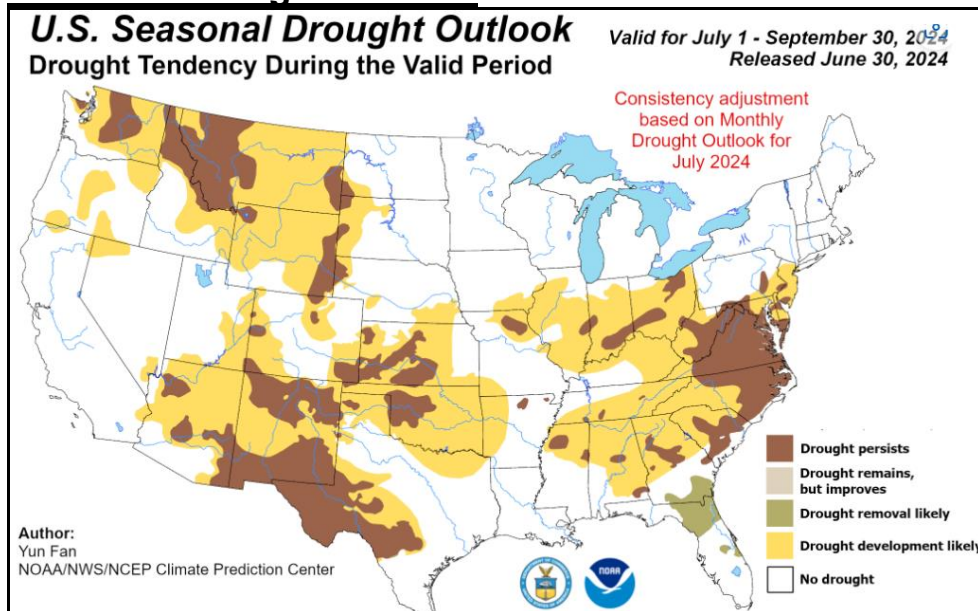 U.S. Seasonal Drought Outlook
Drought Tendency During the Valid Period
Valid for July 1 - September 30, 2024
Released June 30, 2024
Consistency adjustment
based on Monthly
Drought Outlook for
July 2024
Author:
Yun Fan
NOAA/NWS/NCEP Climate Prediction Center
NOAA
Drought persists
Drought remains,
but improves
Drought removal likely
Drought development likely
No drought